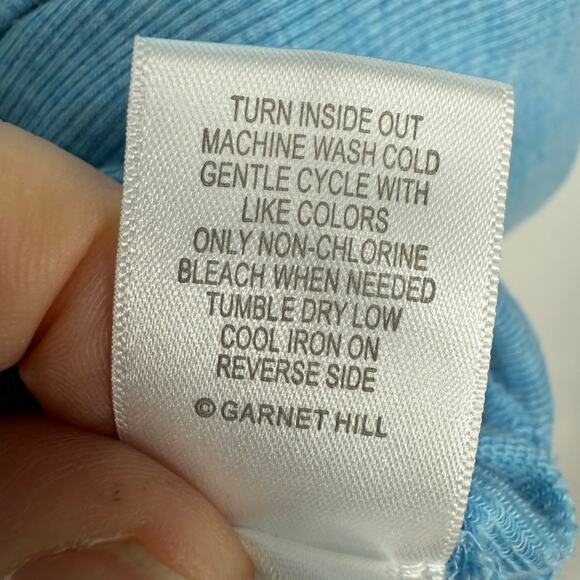 TURN INSIDE OUT
MACHINE WASH COLD
GENTLE CYCLE WITH
LIKE COLORS
ONLY NON-CHLORINE
BLEACH WHEN NEEDED
TUMBLE DRY LOW
COOL IRON ON
REVERSE SIDE
© GARNET HILL